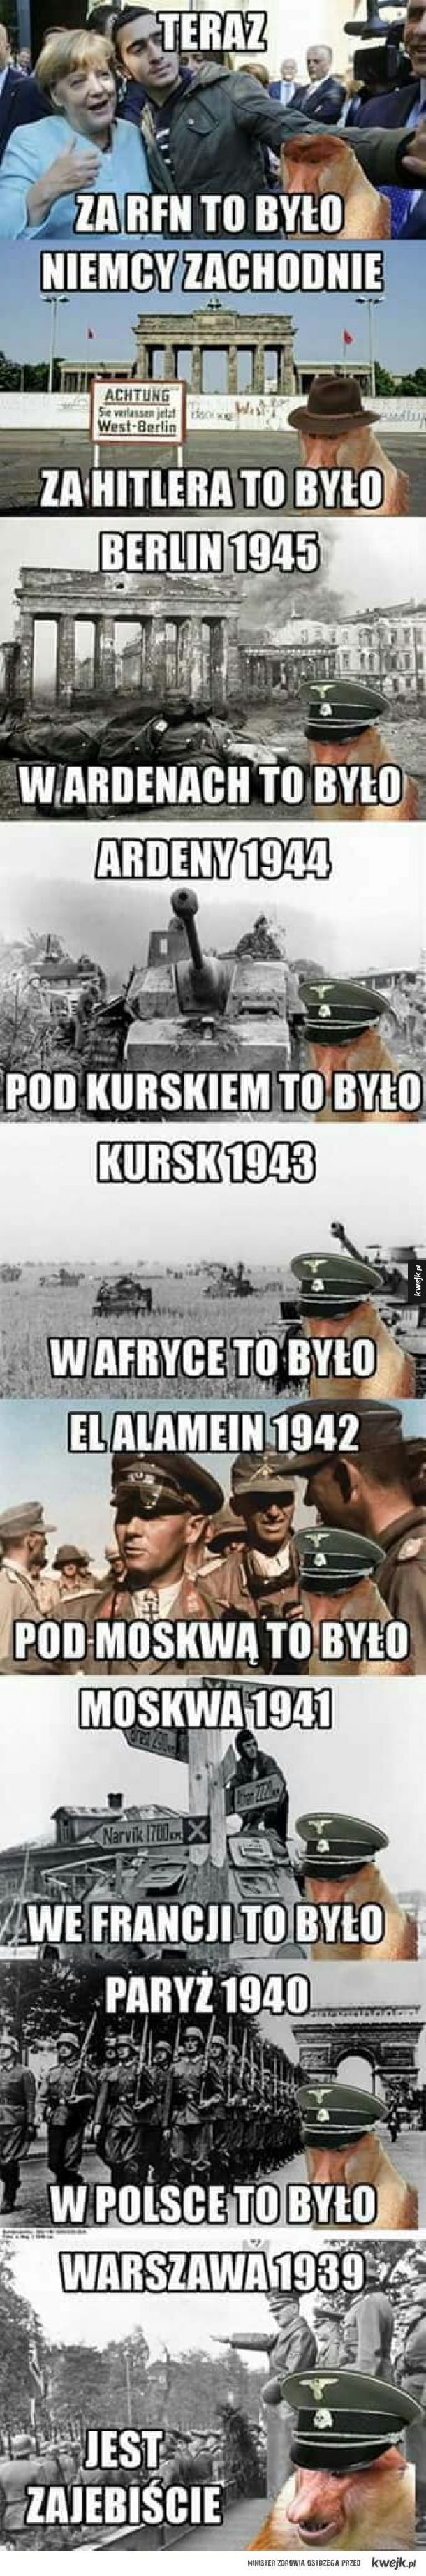 TERAZ
ZA RFN TO BYŁO
NIEMCY ZACHODNIE
ACHTUNG
Sie verlassen jetzt
West-Berlin
ZA HITLERA TO BYŁO
BERLIN 1945
W ARDENACH TO BYŁO
ARDENY 1944
POD KURSKIEM TO BYŁO
KURSK 1943
kwejk.pl
W AFRYCE TO BYŁO
EL ALAMEIN 1942
POD MOSKWĄ TO BYŁO
MOSKWA 1941
Narvik 1700 km
WE FRANCJI TO BYŁO
PARYŻ 1940
W POLSCE TO BYŁO
WARSZAWA 1939
JEST
ZAJEBIŚCIE
MINISTER ZDROWIA OSTRZEGA PRZED kwejk.pl